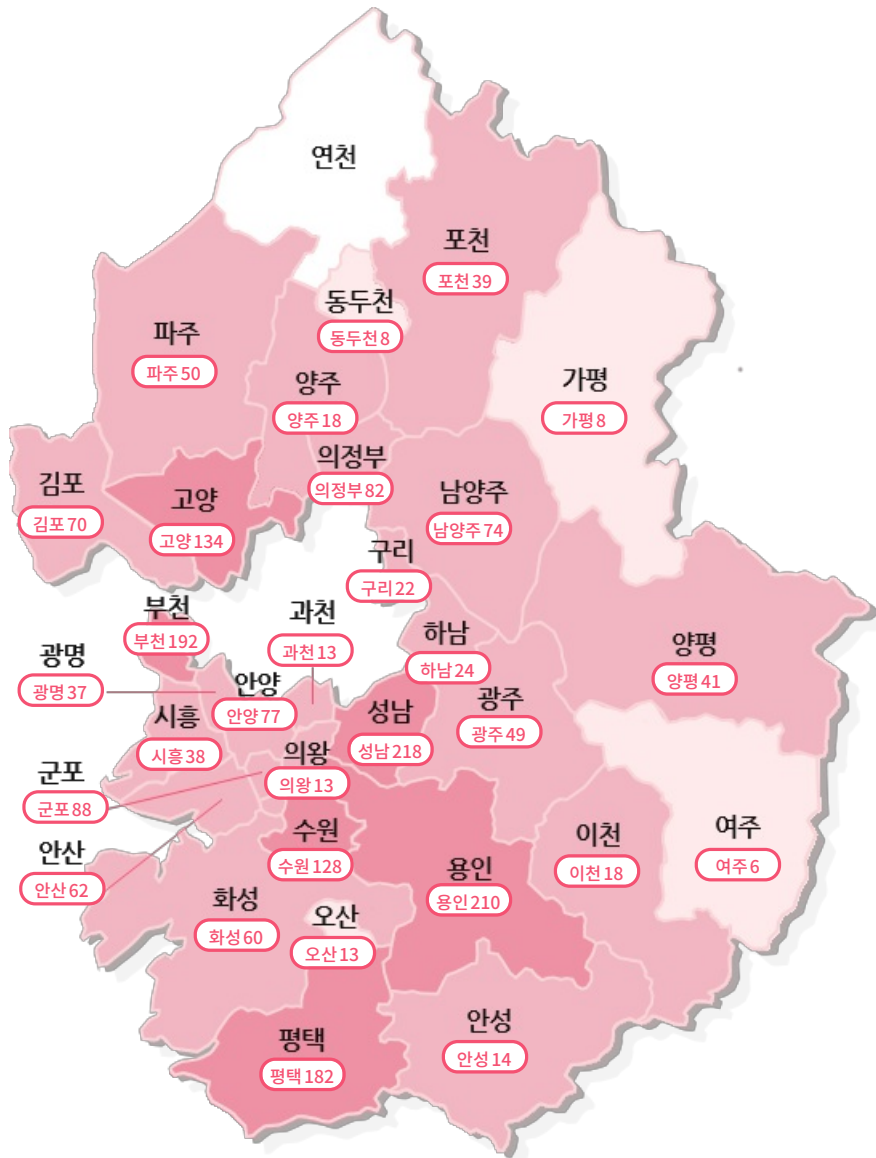 연천
포천
포천 39
동두천
동두천 8
파주
파주 50
양주
양주 18
가평
가평 8
의정부
의정부 82
김포
김포 70
고양
고양 134
남양주
남양주 74
구리
구리 22
부천
부천 192
과천
과천 13
하남
하남 24
양평
양평 41
광명
광명 37
안양
안양 77
시흥
시흥 38
성남
성남 218
광주
광주 49
의왕
의왕 13
군포
군포 88
수원
수원 128
이천
이천 18
여주
여주 6
안산
안산 62
용인
용인 210
화성
화성 60
오산
오산 13
안성
안성 14
평택
평택 182